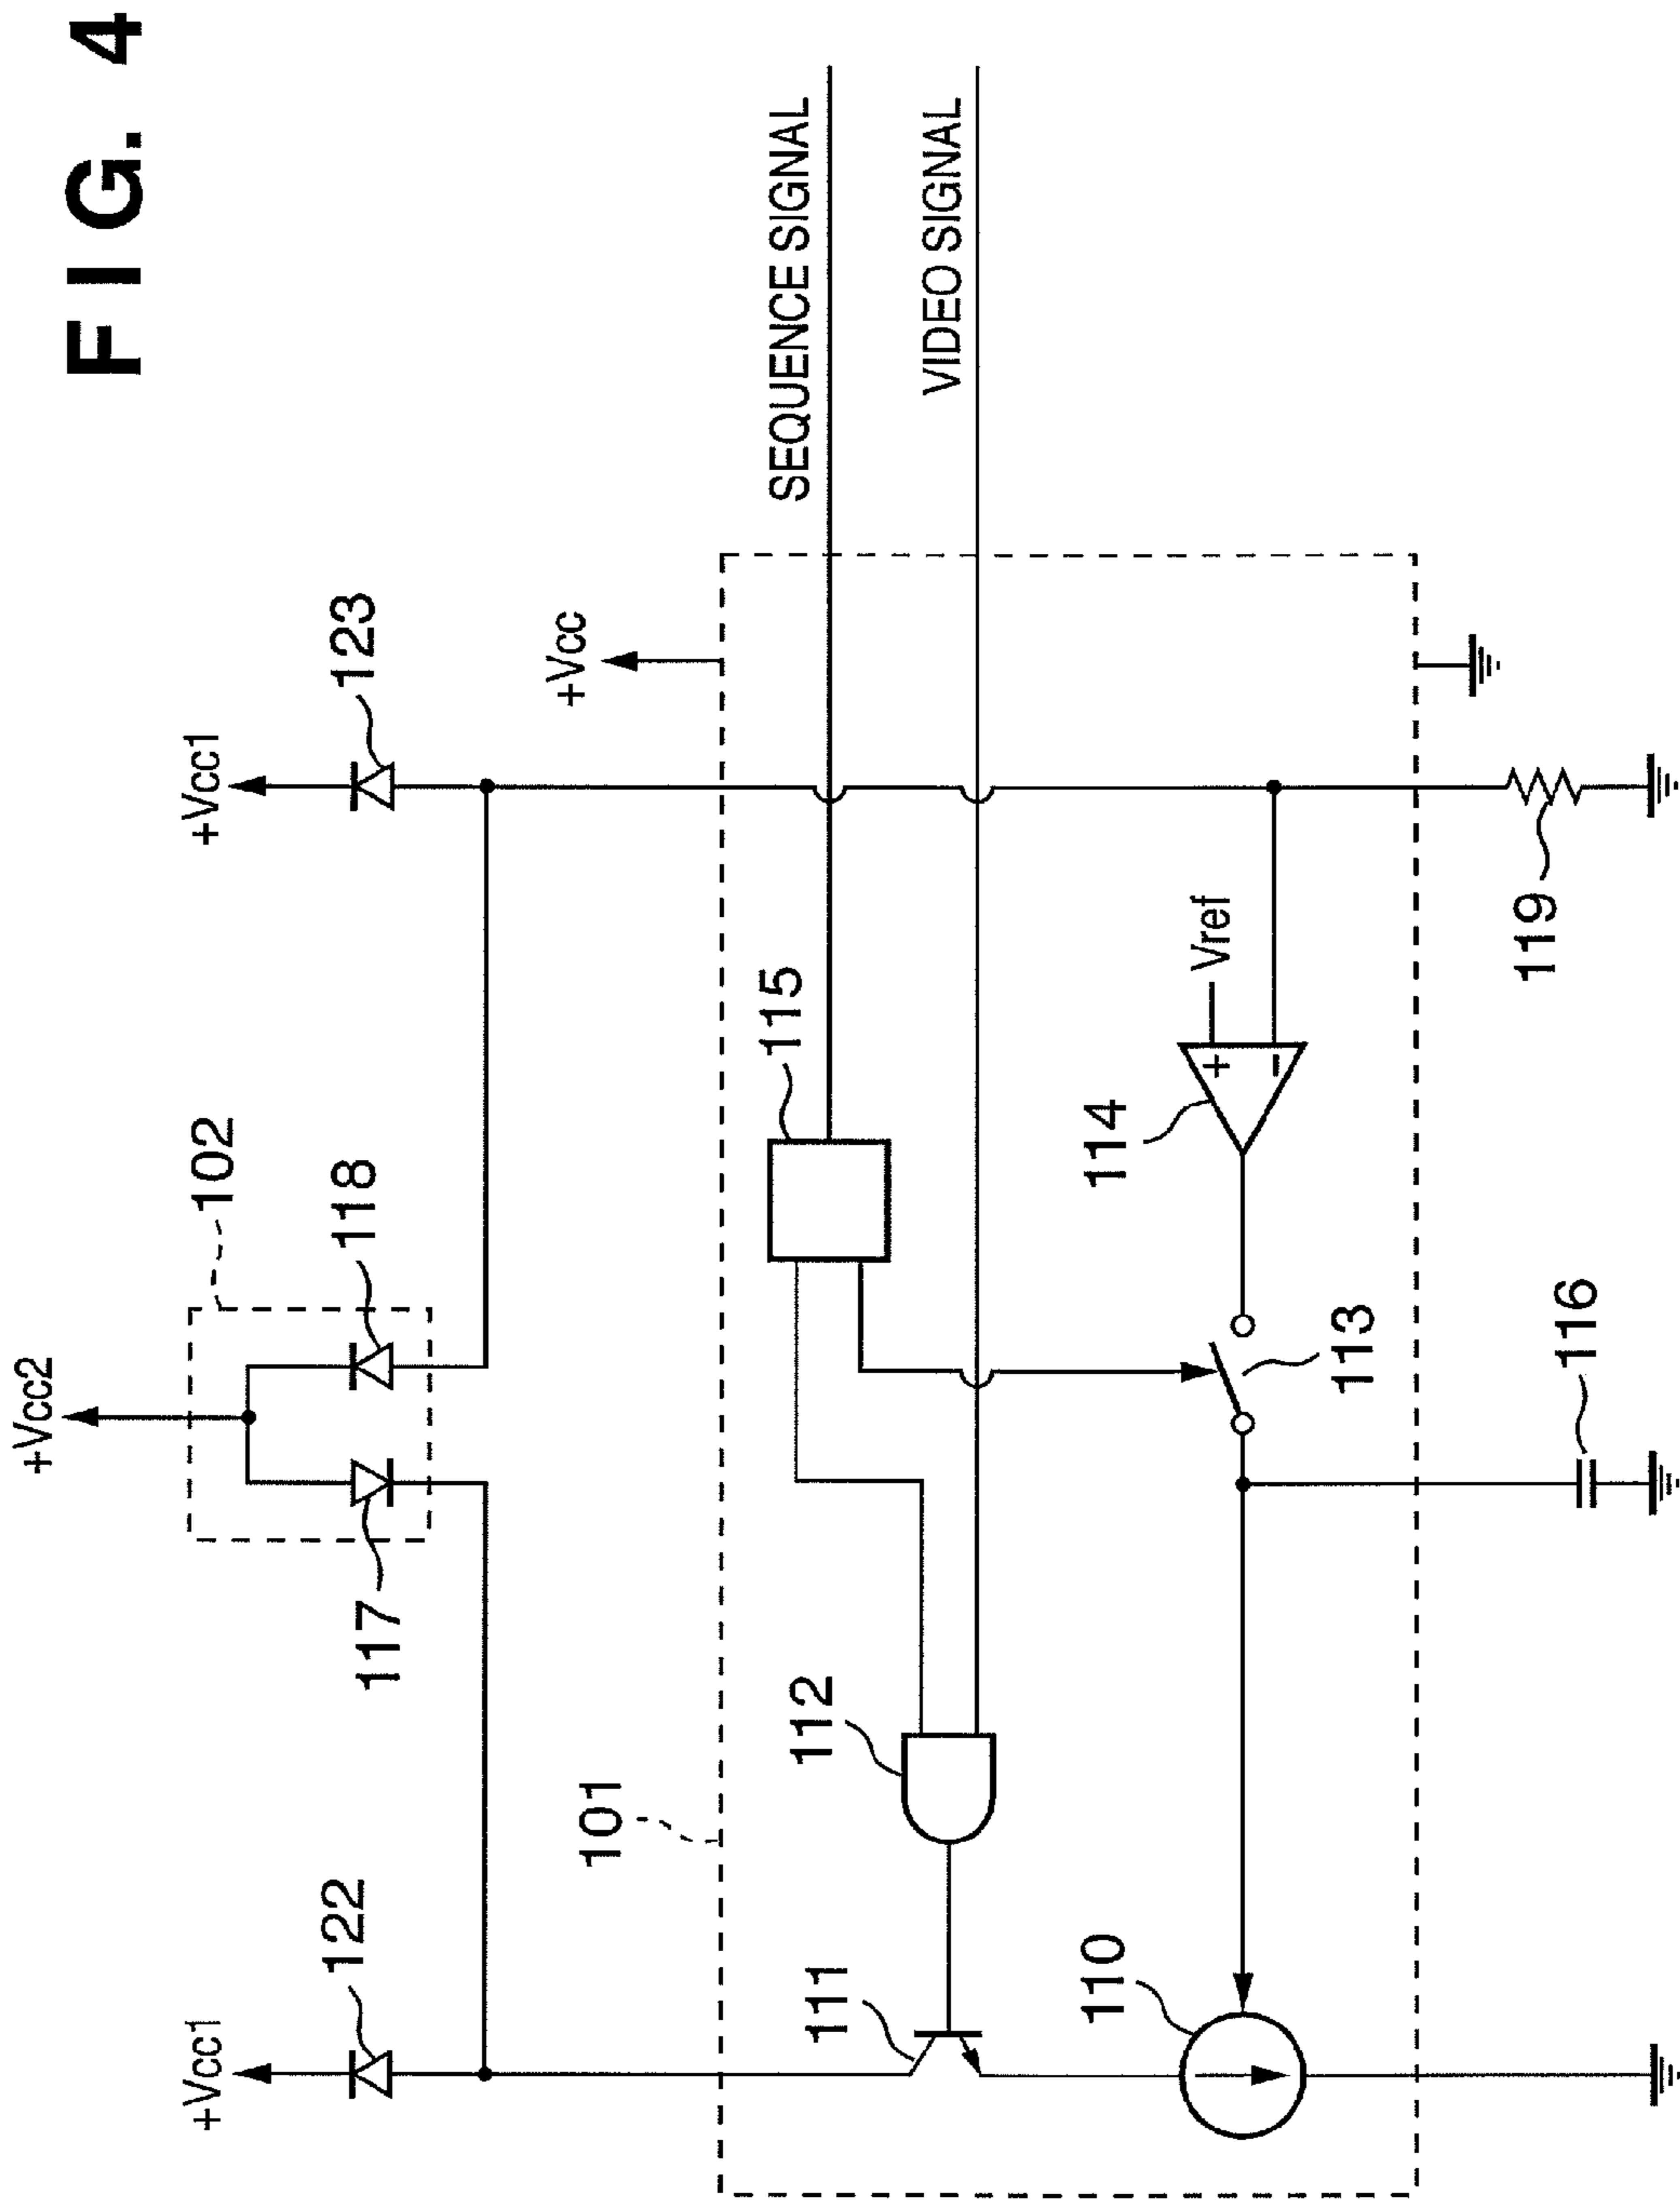 FIG. 4
+Vcc2
+Vcc1
122
117
118
102
+Vcc1
123
101
+Vcc
111
112
115
SEQUENCE SIGNAL
VIDEO SIGNAL
110
113
114
+
-
Vref
116
119